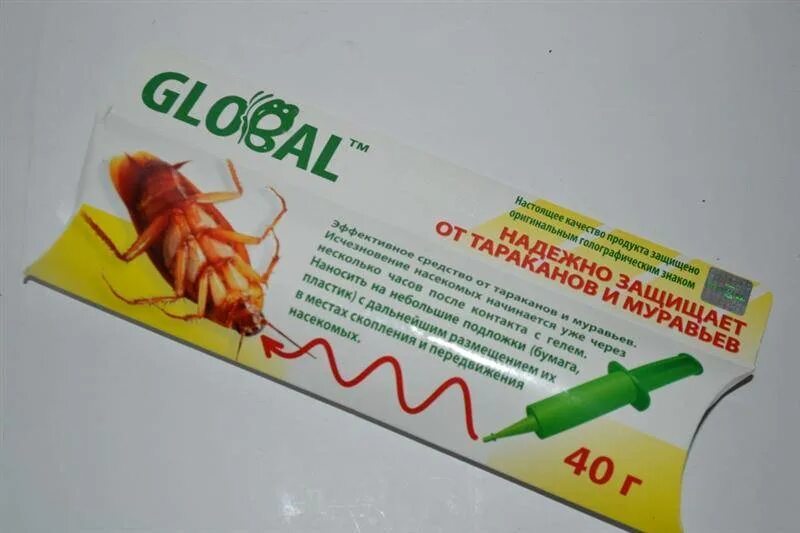 GLOBAL™
Настоящее качество продукта защищено
оригинальным голографическим знаком
НАДЕЖНО ЗАЩИЩАЕТ
ОТ ТАРАКАНОВ И МУРАВЬЕВ
Эффективное средство от тараканов и муравьев.
Исчезновение насекомых начинается уже через
несколько часов после контакта с гелем.
Наносить на небольшие подложки (бумага,
пластик) с дальнейшим размещением их
в местах скопления и передвижения
насекомых.
40 г